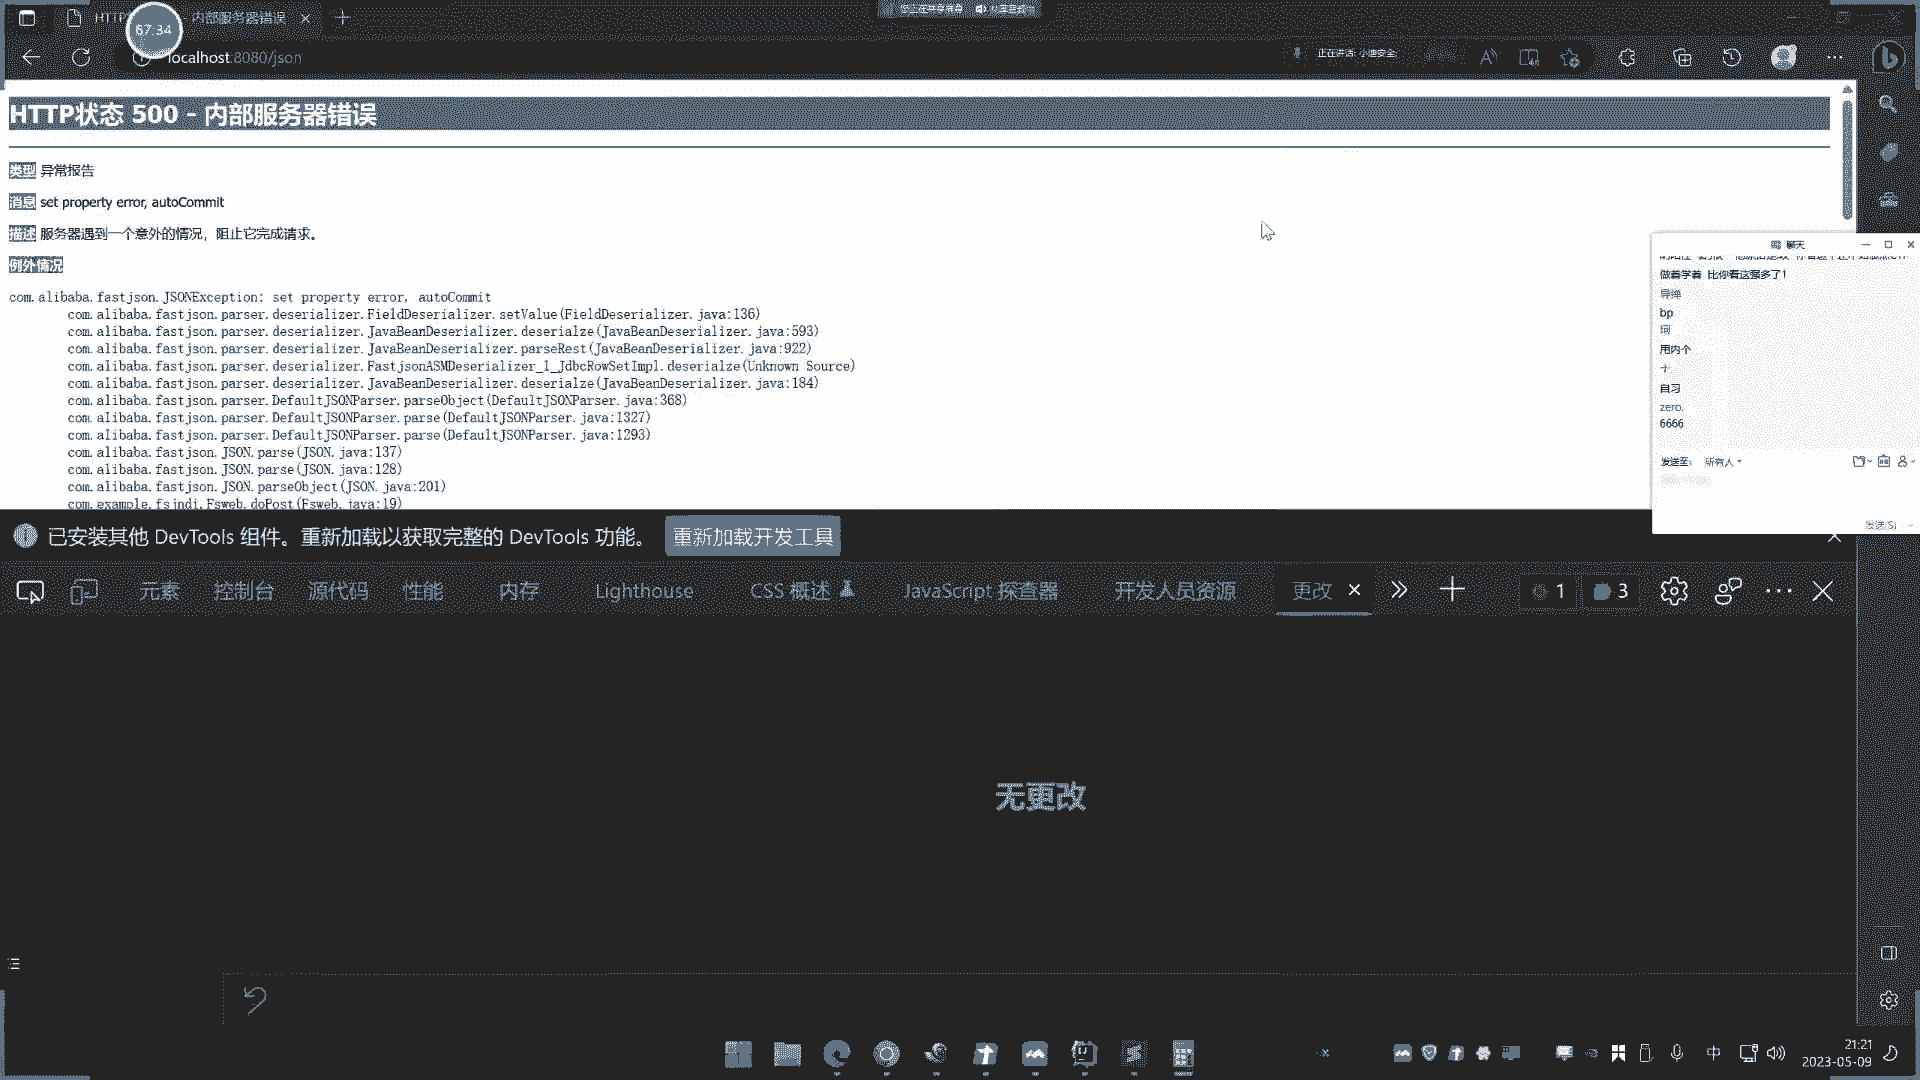 内部服务器错误
67:34
localhost:8080/json
正在讲话: 小迪安全
HTTP状态 500 - 内部服务器错误
类型 异常报告
消息 set property error, autoCommit
描述 服务器遇到一个意外的情况，阻止它完成请求。
例外情况
com.alibaba.fastjson.JSONException: set property error, autoCommit
com.alibaba.fastjson.parser.deserializer.FieldDeserializer.setValue(FieldDeserializer.java:136)
com.alibaba.fastjson.parser.deserializer.JavaBeanDeserializer.deserialze(JavaBeanDeserializer.java:593)
com.alibaba.fastjson.parser.deserializer.JavaBeanDeserializer.parseRest(JavaBeanDeserializer.java:922)
com.alibaba.fastjson.parser.deserializer.FastjsonASMDeserializer_1_JdbcRowSetImpl.deserialze(Unknown Source)
com.alibaba.fastjson.parser.deserializer.JavaBeanDeserializer.deserialze(JavaBeanDeserializer.java:184)
com.alibaba.fastjson.parser.DefaultJSONParser.parseObject(DefaultJSONParser.java:368)
com.alibaba.fastjson.parser.DefaultJSONParser.parse(DefaultJSONParser.java:1327)
com.alibaba.fastjson.parser.DefaultJSONParser.parse(DefaultJSONParser.java:1293)
com.alibaba.fastjson.JSON.parse(JSON.java:137)
com.alibaba.fastjson.JSON.parse(JSON.java:128)
com.alibaba.fastjson.JSON.parseObject(JSON.java:201)
com.example.fsjndi.Fsweb.doPost(Fsweb.java:19)
聊天
做着学着 比你看这强多了1
导弹
bp
珂
用内个
十
自习
zero.
6666
发送至: 所有人
发送(S)
已安装其他 DevTools 组件。重新加载以获取完整的 DevTools 功能。 重新加载开发工具
元素 控制台 源代码 性能 内存 Lighthouse CSS 概述 JavaScript 探查器 开发人员资源 更改 1 3
无更改
中
21:21
2023-05-09